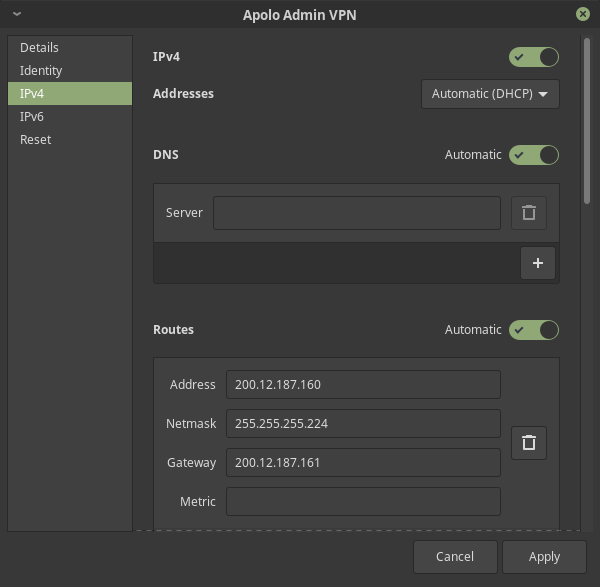 Apolo Admin VPN
Details
Identity
IPv4
IPv6
Reset
IPv4
Addresses Automatic (DHCP)
DNS Automatic
Server
+
Routes Automatic
Address 200.12.187.160
Netmask 255.255.255.224
Gateway 200.12.187.161
Metric
Cancel Apply